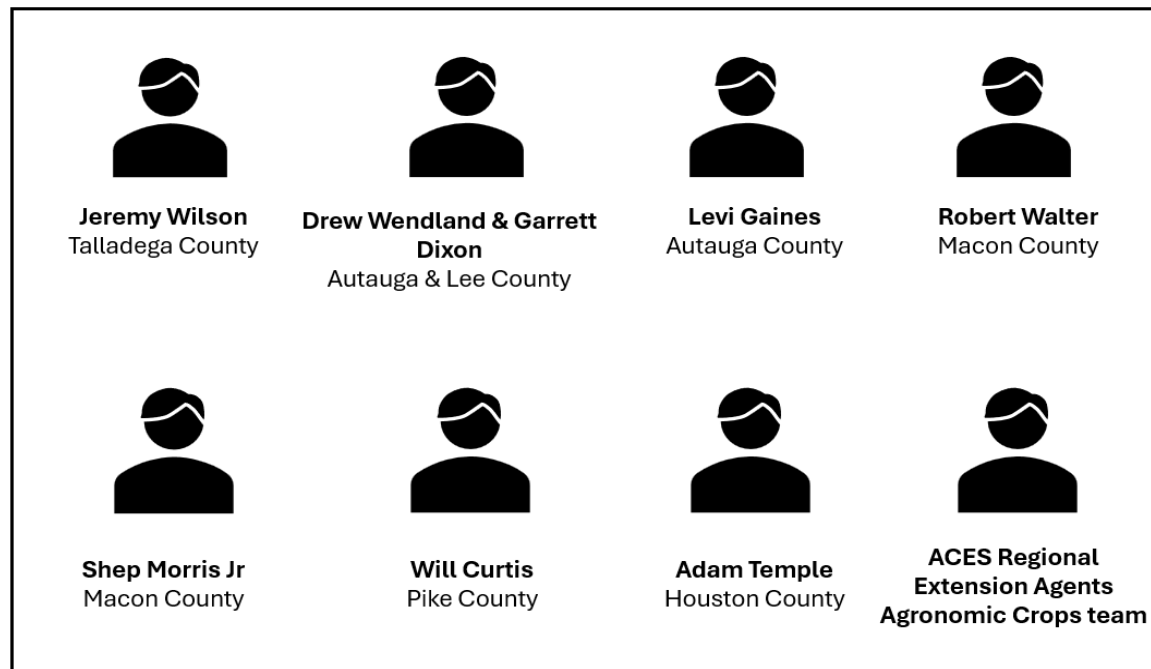 Jeremy Wilson
Talladega County
Drew Wendland & Garrett
Dixon
Autauga & Lee County
Levi Gaines
Autauga County
Robert Walter
Macon County
Shep Morris Jr
Macon County
Will Curtis
Pike County
Adam Temple
Houston County
ACES Regional
Extension Agents
Agronomic Crops team